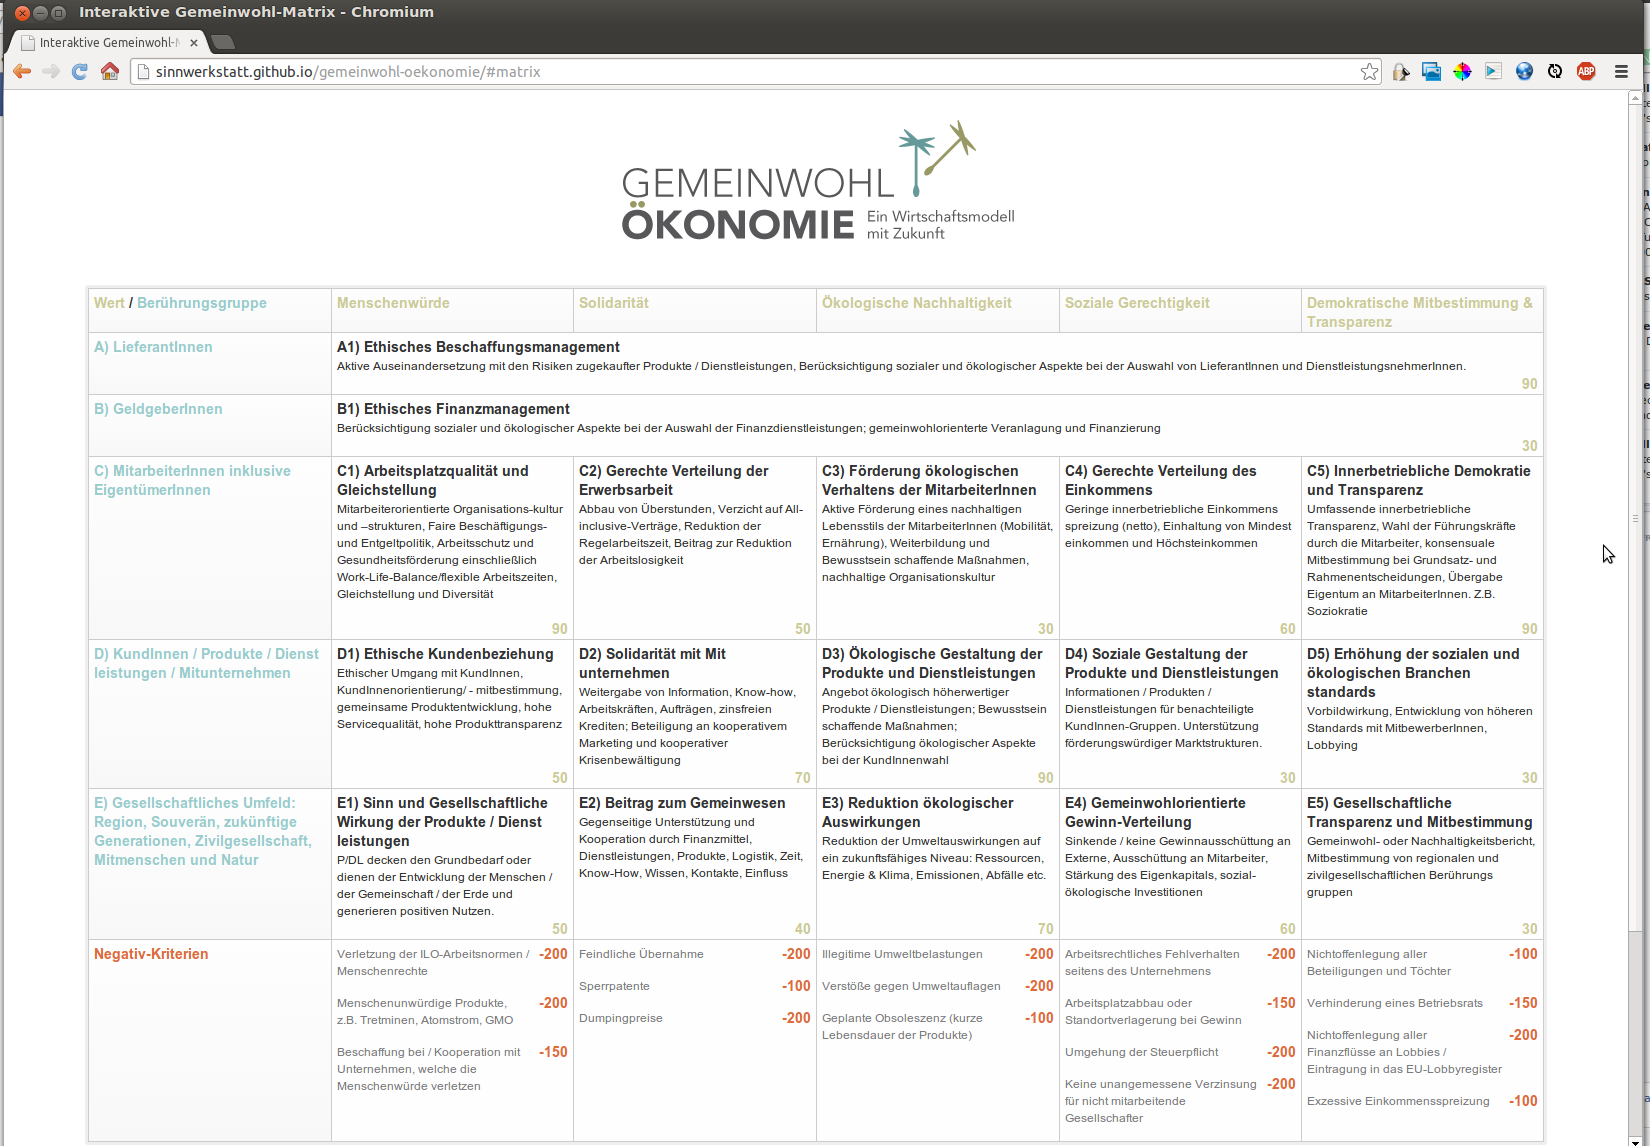 Interaktive Gemeinwohl-Matrix - Chromium
Interaktive Gemeinwohl-M
sinnwerkstatt.github.io/gemeinwohl-oekonomie/#matrix
ABP
GEMEINWOHL
ÖKONOMIE
Ein Wirtschaftsmodell
mit Zukunft
Wert / Berührungsgruppe
Menschenwürde
Solidarität
Ökologische Nachhaltigkeit
Soziale Gerechtigkeit
Demokratische Mitbestimmung &
Transparenz
A) LieferantInnen
A1) Ethisches Beschaffungsmanagement
Aktive Auseinandersetzung mit den Risiken zugekaufter Produkte / Dienstleistungen, Berücksichtigung sozialer und ökologischer Aspekte bei der Auswahl von LieferantInnen und DienstleistungsnehmerInnen.
90
B) GeldgeberInnen
B1) Ethisches Finanzmanagement
Berücksichtigung sozialer und ökologischer Aspekte bei der Auswahl der Finanzdienstleistungen; gemeinwohlorienterte Veranlagung und Finanzierung
30
C) MitarbeiterInnen inklusive
EigentümerInnen
C1) Arbeitsplatzqualität und
Gleichstellung
Mitarbeiterorientierte Organisations-kultur
und –strukturen, Faire Beschäftigungs-
und Entgeltpolitik, Arbeitsschutz und
Gesundheitsförderung einschließlich
Work-Life-Balance/flexible Arbeitszeiten,
Gleichstellung und Diversität
90
C2) Gerechte Verteilung der
Erwerbsarbeit
Abbau von Überstunden, Verzicht auf All-
inclusive-Verträge, Reduktion der
Regelarbeitszeit, Beitrag zur Reduktion
der Arbeitslosigkeit
50
C3) Förderung ökologischen
Verhaltens der MitarbeiterInnen
Aktive Förderung eines nachhaltigen
Lebensstils der MitarbeiterInnen (Mobilität,
Ernährung), Weiterbildung und
Bewusstsein schaffende Maßnahmen,
nachhaltige Organisationskultur
30
C4) Gerechte Verteilung des
Einkommens
Geringe innerbetriebliche Einkommens
spreizung (netto), Einhaltung von Mindest
einkommen und Höchsteinkommen
60
C5) Innerbetriebliche Demokratie
und Transparenz
Umfassende innerbetriebliche
Transparenz, Wahl der Führungskräfte
durch die Mitarbeiter, konsensuale
Mitbestimmung bei Grundsatz- und
Rahmenentscheidungen, Übergabe
Eigentum an MitarbeiterInnen. Z.B.
Soziokratie
90
D) KundInnen / Produkte / Dienst
leistungen / Mitunternehmen
D1) Ethische Kundenbeziehung
Ethischer Umgang mit KundInnen,
KundInnenorientierung/ - mitbestimmung,
gemeinsame Produktentwicklung, hohe
Servicequalität, hohe Produkttransparenz
50
D2) Solidarität mit Mit
unternehmen
Weitergabe von Information, Know-how,
Arbeitskräften, Aufträgen, zinsfreien
Krediten; Beteiligung an kooperativem
Marketing und kooperativer
Krisenbewältigung
70
D3) Ökologische Gestaltung der
Produkte und Dienstleistungen
Angebot ökologisch höherwertiger
Produkte / Dienstleistungen; Bewusstsein
schaffende Maßnahmen;
Berücksichtigung ökologischer Aspekte
bei der KundInnenwahl
90
D4) Soziale Gestaltung der
Produkte und Dienstleistungen
Informationen / Produkten /
Dienstleistungen für benachteiligte
KundInnen-Gruppen. Unterstützung
förderungswürdiger Marktstrukturen.
30
D5) Erhöhung der sozialen und
ökologischen Branchen
standards
Vorbildwirkung, Entwicklung von höheren
Standards mit MitbewerberInnen,
Lobbying
30
E) Gesellschaftliches Umfeld:
Region, Souverän, zukünftige
Generationen, Zivilgesellschaft,
Mitmenschen und Natur
E1) Sinn und Gesellschaftliche
Wirkung der Produkte / Dienst
leistungen
P/DL decken den Grundbedarf oder
dienen der Entwicklung der Menschen /
der Gemeinschaft / der Erde und
generieren positiven Nutzen.
50
E2) Beitrag zum Gemeinwesen
Gegenseitige Unterstützung und
Kooperation durch Finanzmittel,
Dienstleistungen, Produkte, Logistik, Zeit,
Know-How, Wissen, Kontakte, Einfluss
40
E3) Reduktion ökologischer
Auswirkungen
Reduktion der Umweltauswirkungen auf
ein zukunftsfähiges Niveau: Ressourcen,
Energie & Klima, Emissionen, Abfälle etc.
70
E4) Gemeinwohlorientierte
Gewinn-Verteilung
Sinkende / keine Gewinnausschüttung an
Externe, Ausschüttung an Mitarbeiter,
Stärkung des Eigenkapitals, sozial-
ökologische Investitionen
60
E5) Gesellschaftliche
Transparenz und Mitbestimmung
Gemeinwohl- oder Nachhaltigkeitsbericht,
Mitbestimmung von regionalen und
zivilgesellschaftlichen Berührungs
gruppen
30
Negativ-Kriterien
Verletzung der ILO-Arbeitsnormen / -200
Menschenrechte
Menschenunwürdige Produkte, -200
z.B. Tretminen, Atomstrom, GMO
Beschaffung bei / Kooperation mit -150
Unternehmen, welche die
Menschenwürde verletzen
Feindliche Übernahme -200
Sperrpatente -100
Dumpingpreise -200
Illegitime Umweltbelastungen -200
Verstöße gegen Umweltauflagen -200
Geplante Obsoleszenz (kurze -100
Lebensdauer der Produkte)
Arbeitsrechtliches Fehlverhalten -200
seitens des Unternehmens
Arbeitsplatzabbau oder -150
Standortverlagerung bei Gewinn
Umgehung der Steuerpflicht -200
Keine unangemessene Verzinsung -200
für nicht mitarbeitende
Gesellschafter
Nichtoffenlegung aller -100
Beteiligungen und Töchter
Verhinderung eines Betriebsrats -150
Nichtoffenlegung aller -200
Finanzflüsse an Lobbies /
Eintragung in das EU-Lobbyregister
Exzessive Einkommensspreizung -100